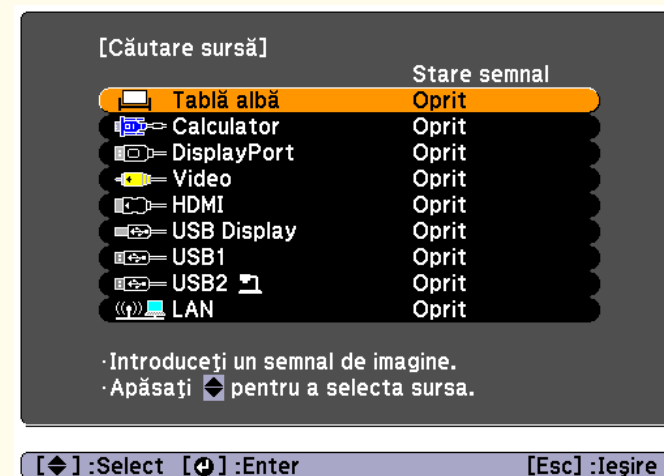 [Căutare sursă]
Stare semnal
Tablă albă Oprit
Calculator Oprit
DisplayPort Oprit
Video Oprit
HDMI Oprit
USB Display Oprit
USB1 Oprit
USB2 Oprit
LAN Oprit
·Introduceţi un semnal de imagine.
·Apăsaţi pentru a selecta sursa.
[ ] :Select [ ] :Enter [Esc] :Ieşire